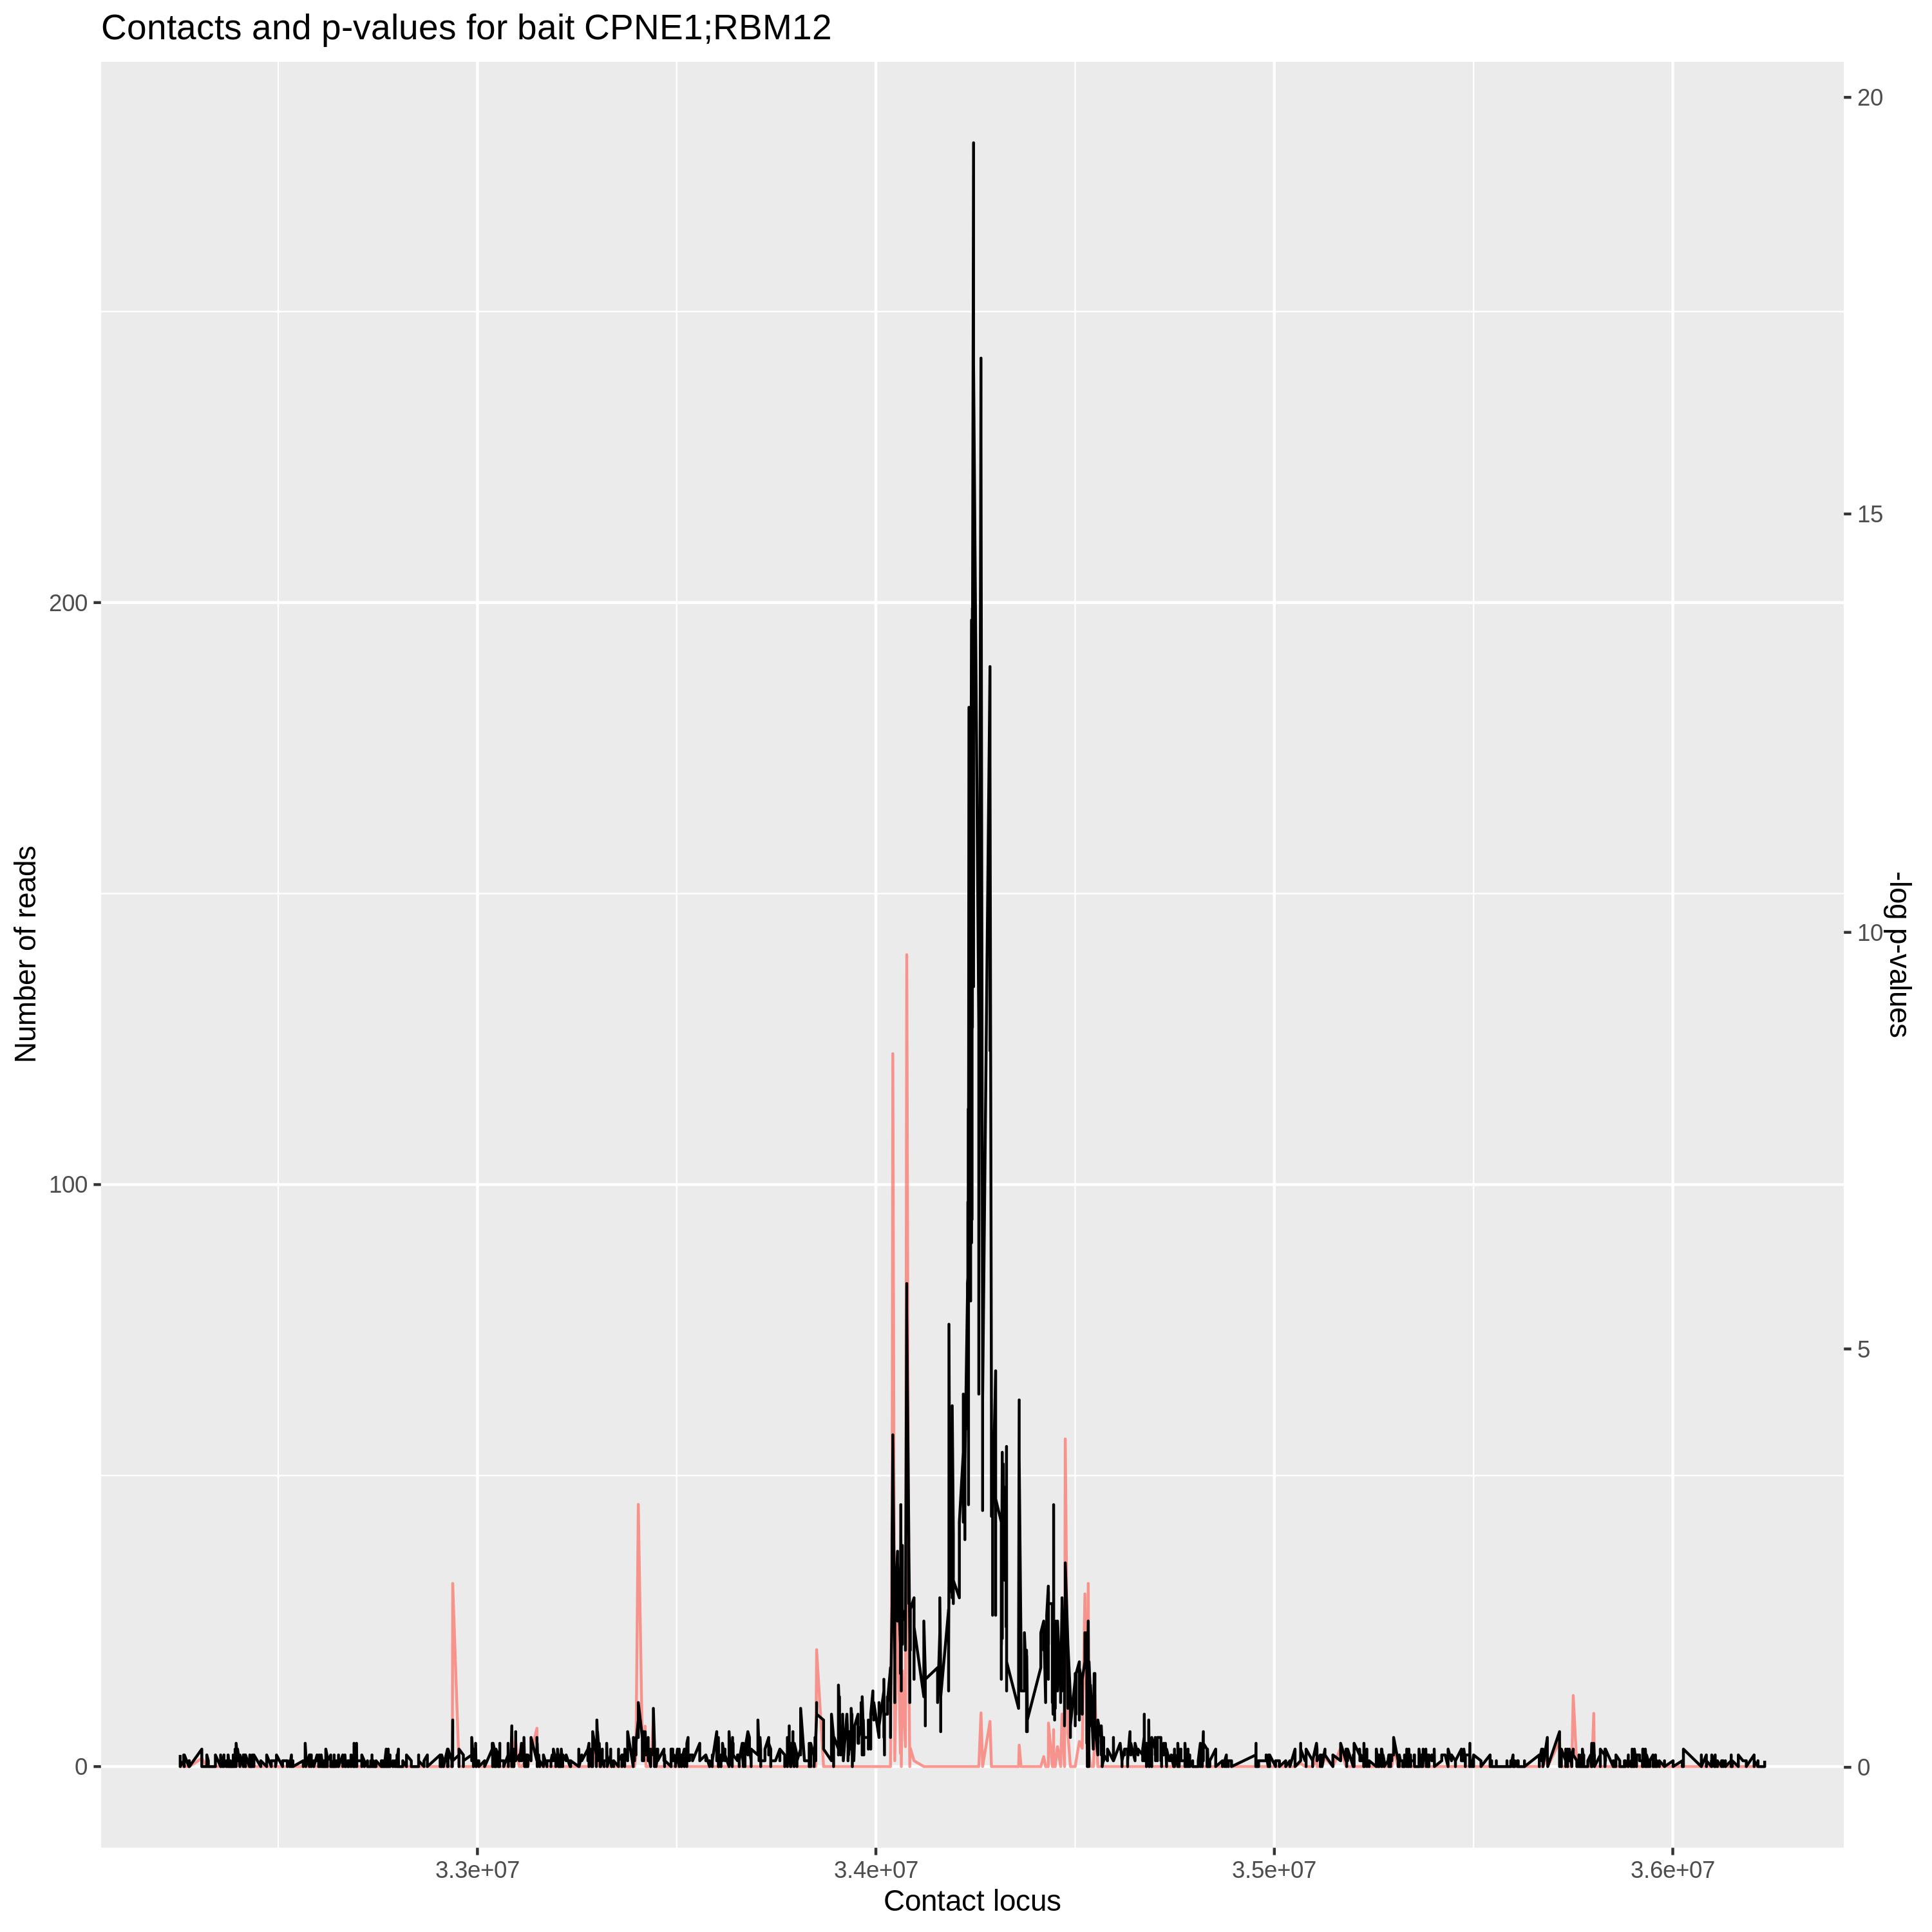 Contacts and p-values for bait CPNE1;RBM12
20
15
10
5
0
-log p-values
200
100
0
Number of reads
3.3e+07 3.4e+07 3.5e+07 3.6e+07
Contact locus